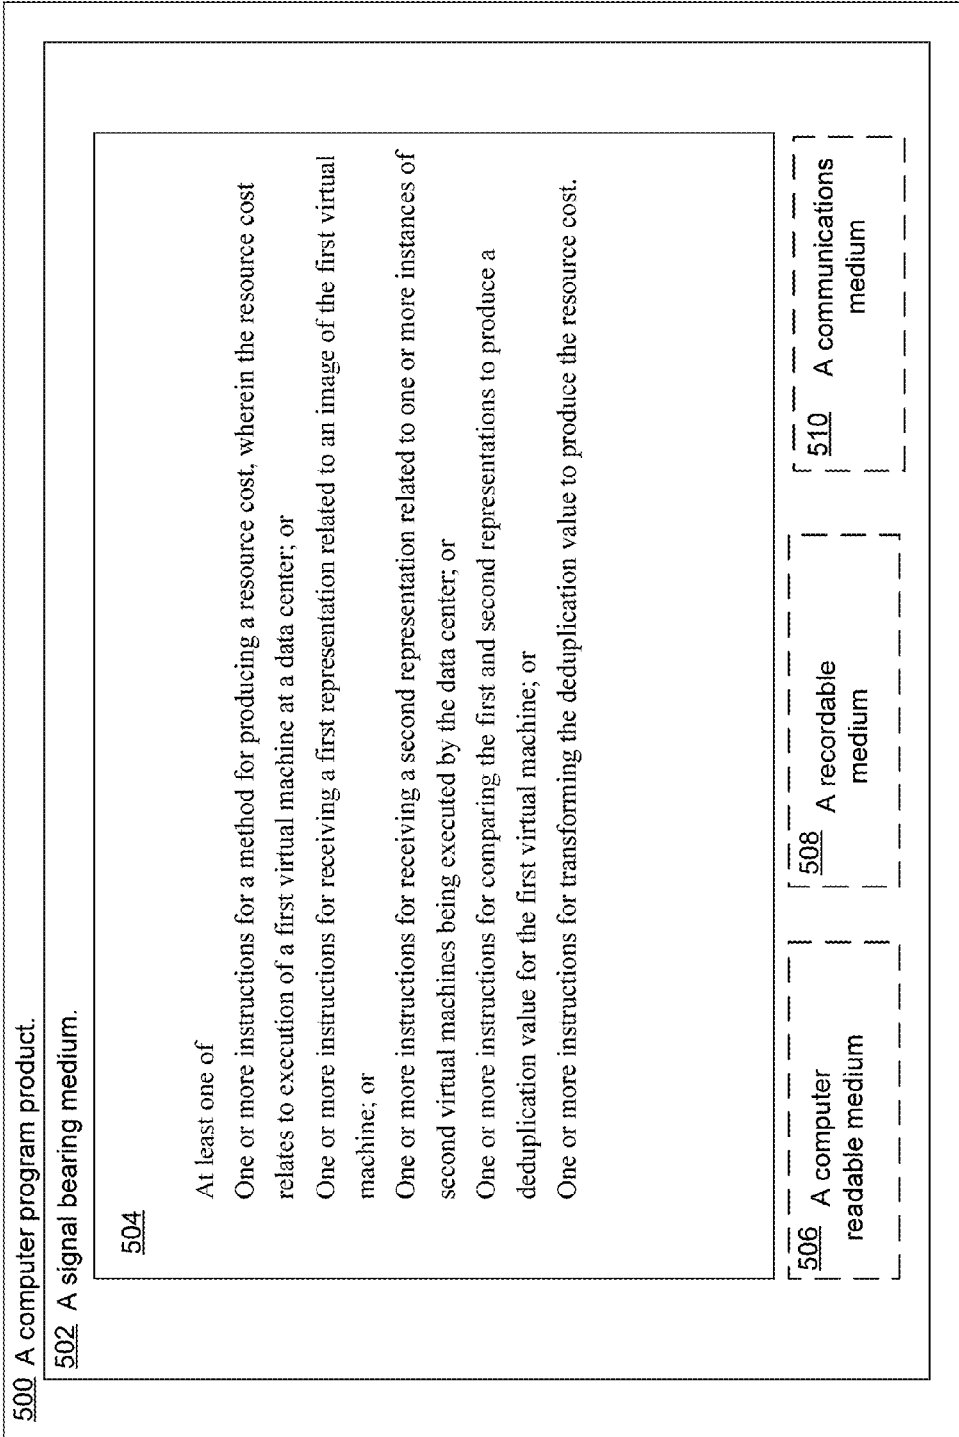 500 A computer program product.
502 A signal bearing medium.
504
At least one of
One or more instructions for a method for producing a resource cost, wherein the resource cost
relates to execution of a first virtual machine at a data center; or
One or more instructions for receiving a first representation related to an image of the first virtual
machine; or
One or more instructions for receiving a second representation related to one or more instances of
second virtual machines being executed by the data center; or
One or more instructions for comparing the first and second representations to produce a
deduplication value for the first virtual machine; or
One or more instructions for transforming the deduplication value to produce the resource cost.
506 A computer
readable medium
508 A recordable
medium
510 A communications
medium